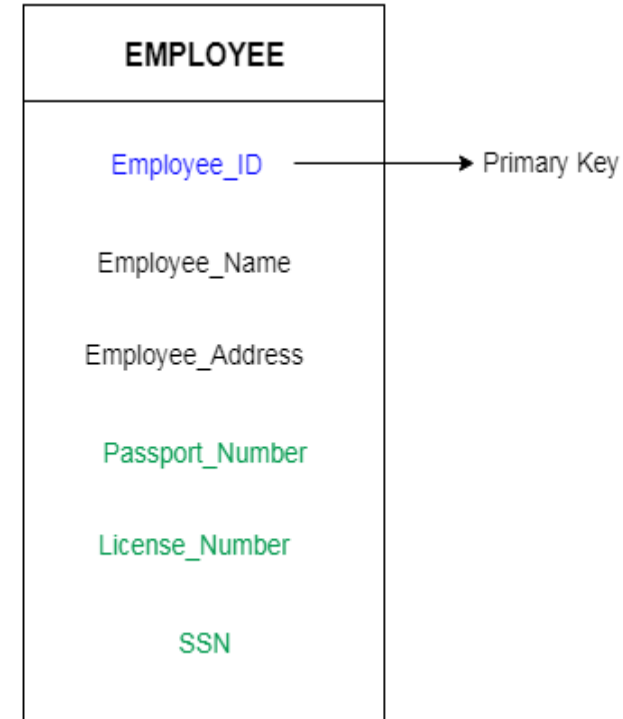 EMPLOYEE
Employee_ID
Primary Key
Employee_Name
Employee_Address
Passport_Number
License_Number
SSN